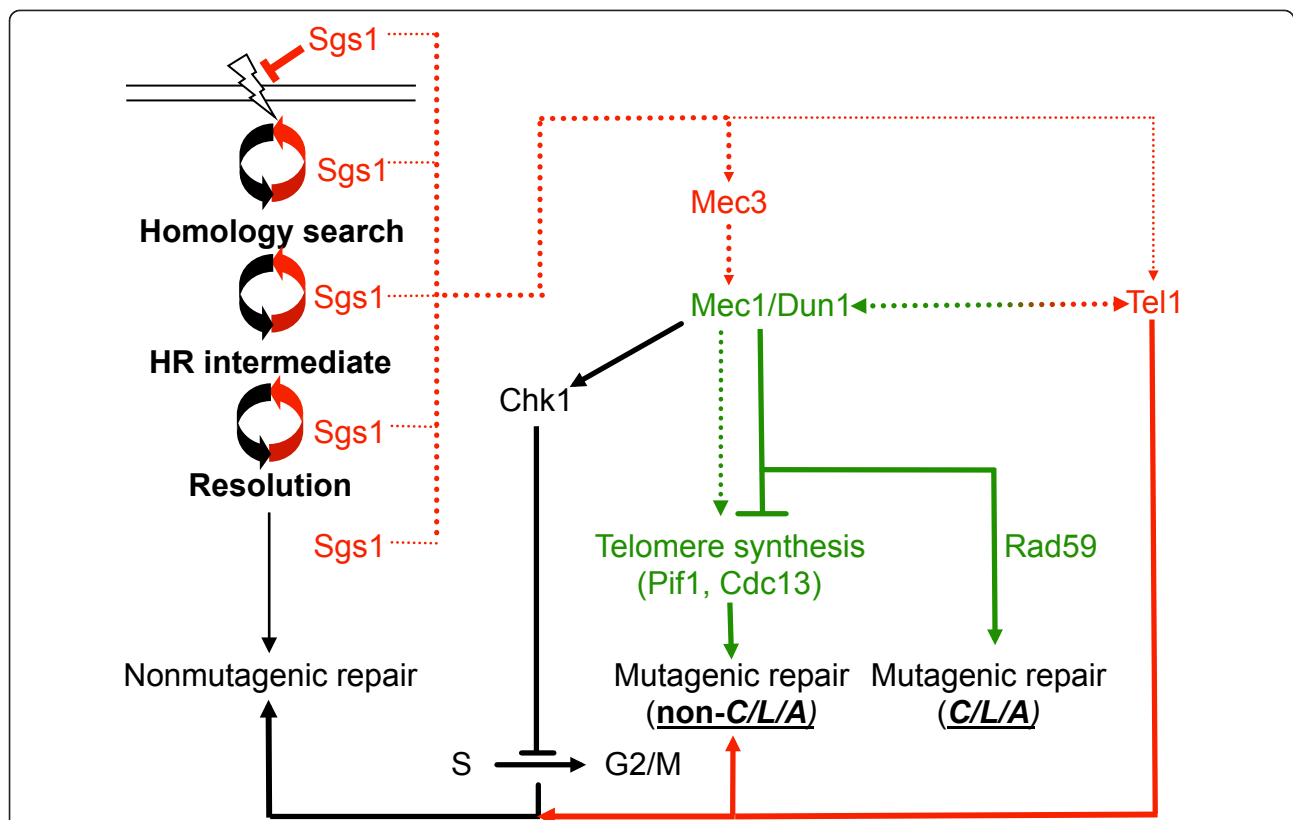 Sgs1
Sgs1
Homology search
Mec3
Sgs1
Mec1/Dun1
Tel1
HR intermediate
Chk1
Sgs1
Resolution
Sgs1
Telomere synthesis
(Pif1, Cdc13)
Rad59
Nonmutagenic repair
Mutagenic repair
(non-C/L/A)
Mutagenic repair
(C/L/A)
S
G2/M